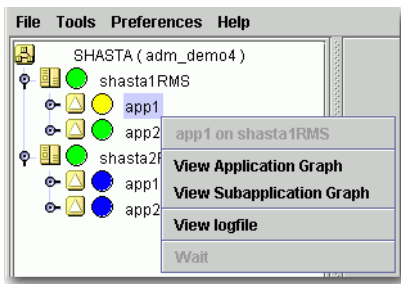 File Tools Preferences Help
SHASTA ( adm_demo4 )
shasta1RMS
app1
app2
app1 on shasta1RMS
shasta2
View Application Graph
app1
View Subapplication Graph
app2
View logfile
Wait